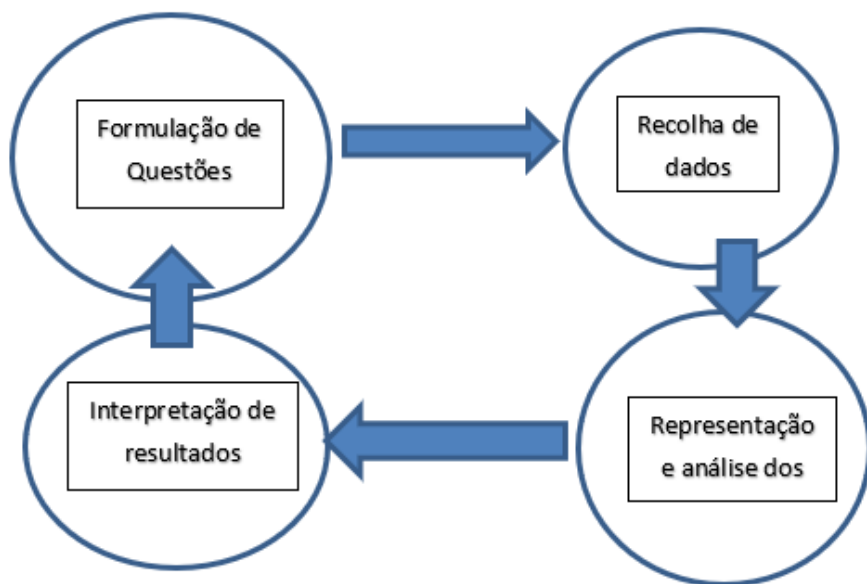 Formulação de
Questões
Recolha de
dados
Representação
e análise dos
Interpretação de
resultados